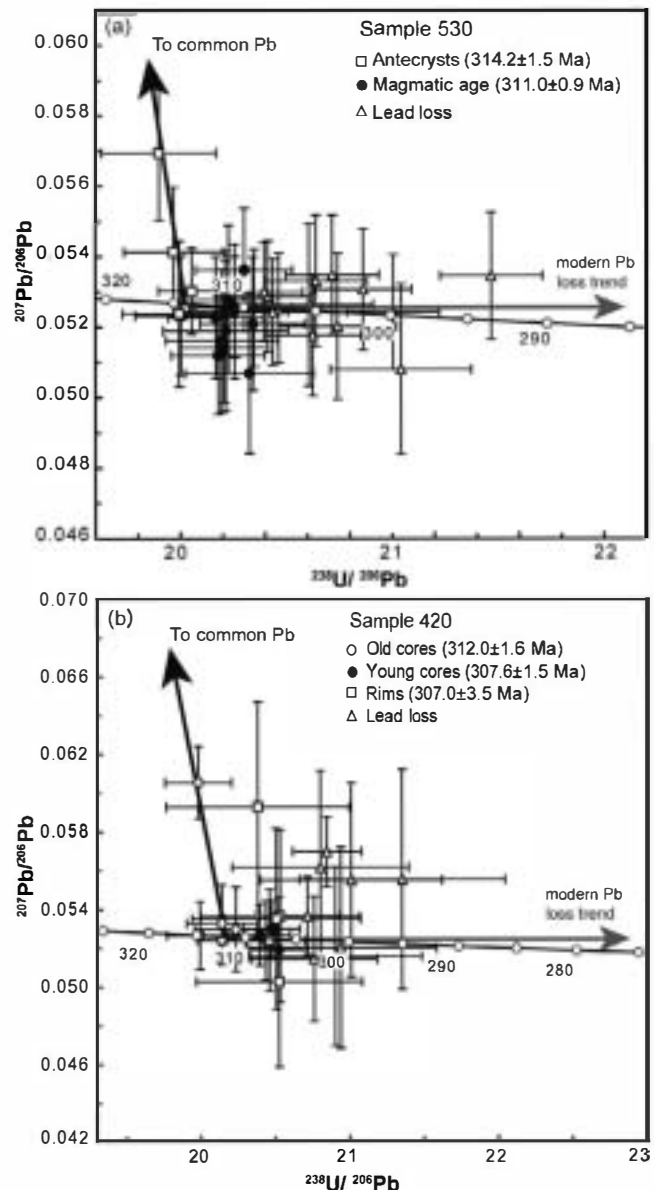 (a)
0.060
To common Pb
Sample 530
□ Antecrysts (314.2±1.5 Ma)
● Magmatic age (311.0±0.9 Ma)
△ Lead loss
0.058
0.056
0.054
0.052
0.050
0.048
0.046
²⁰⁷Pb/²⁰⁶Pb
320
310
300
290
modern Pb
loss trend
20
21
22
²³⁸U/ ²⁰⁶Pb
(b)
0.070
To common Pb
Sample 420
○ Old cores (312.0±1.6 Ma)
● Young cores (307.6±1.5 Ma)
□ Rims (307.0±3.5 Ma)
△ Lead loss
0.066
0.062
0.058
0.054
0.050
0.046
0.042
²⁰⁷Pb/²⁰⁶Pb
320
310
300
290
280
modern Pb
loss trend
20
21
22
23
²³⁸U/ ²⁰⁶Pb